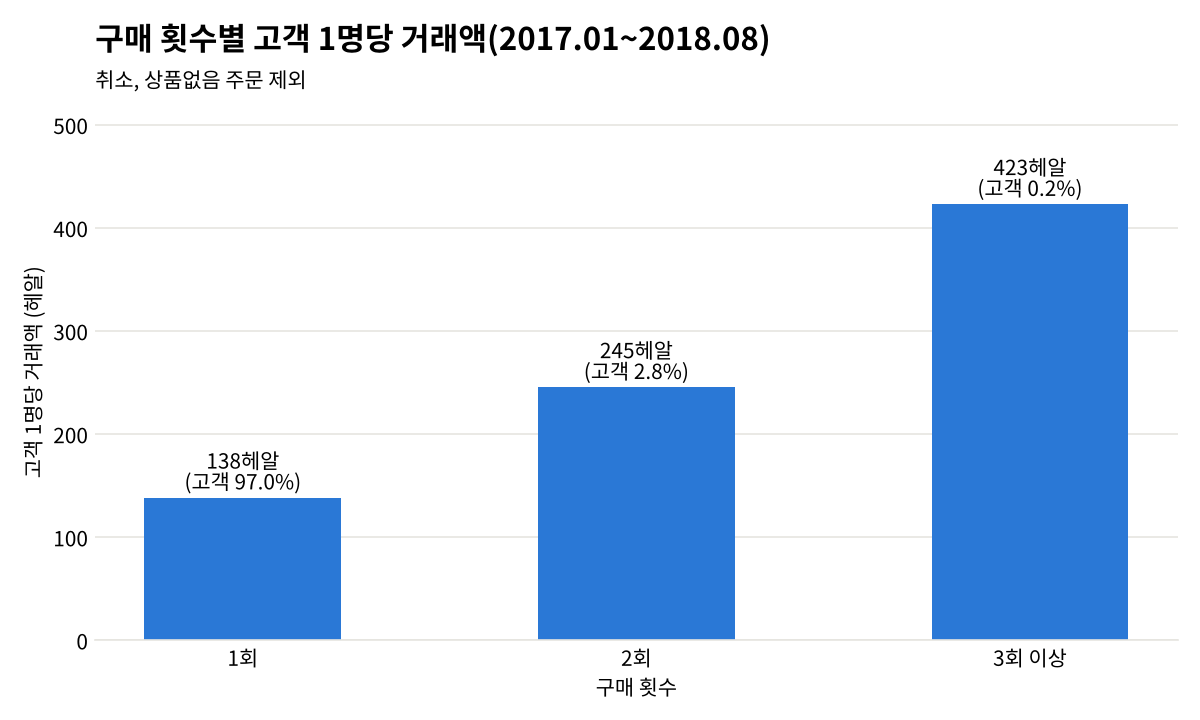 구매 횟수별 고객 1명당 거래액(2017.01~2018.08)
취소, 상품없음 주문 제외
고객 1명당 거래액 (헤알)
500
400
300
200
100
0
138헤알
(고객 97.0%)
245헤알
(고객 2.8%)
423헤알
(고객 0.2%)
1회
2회
3회 이상
구매 횟수